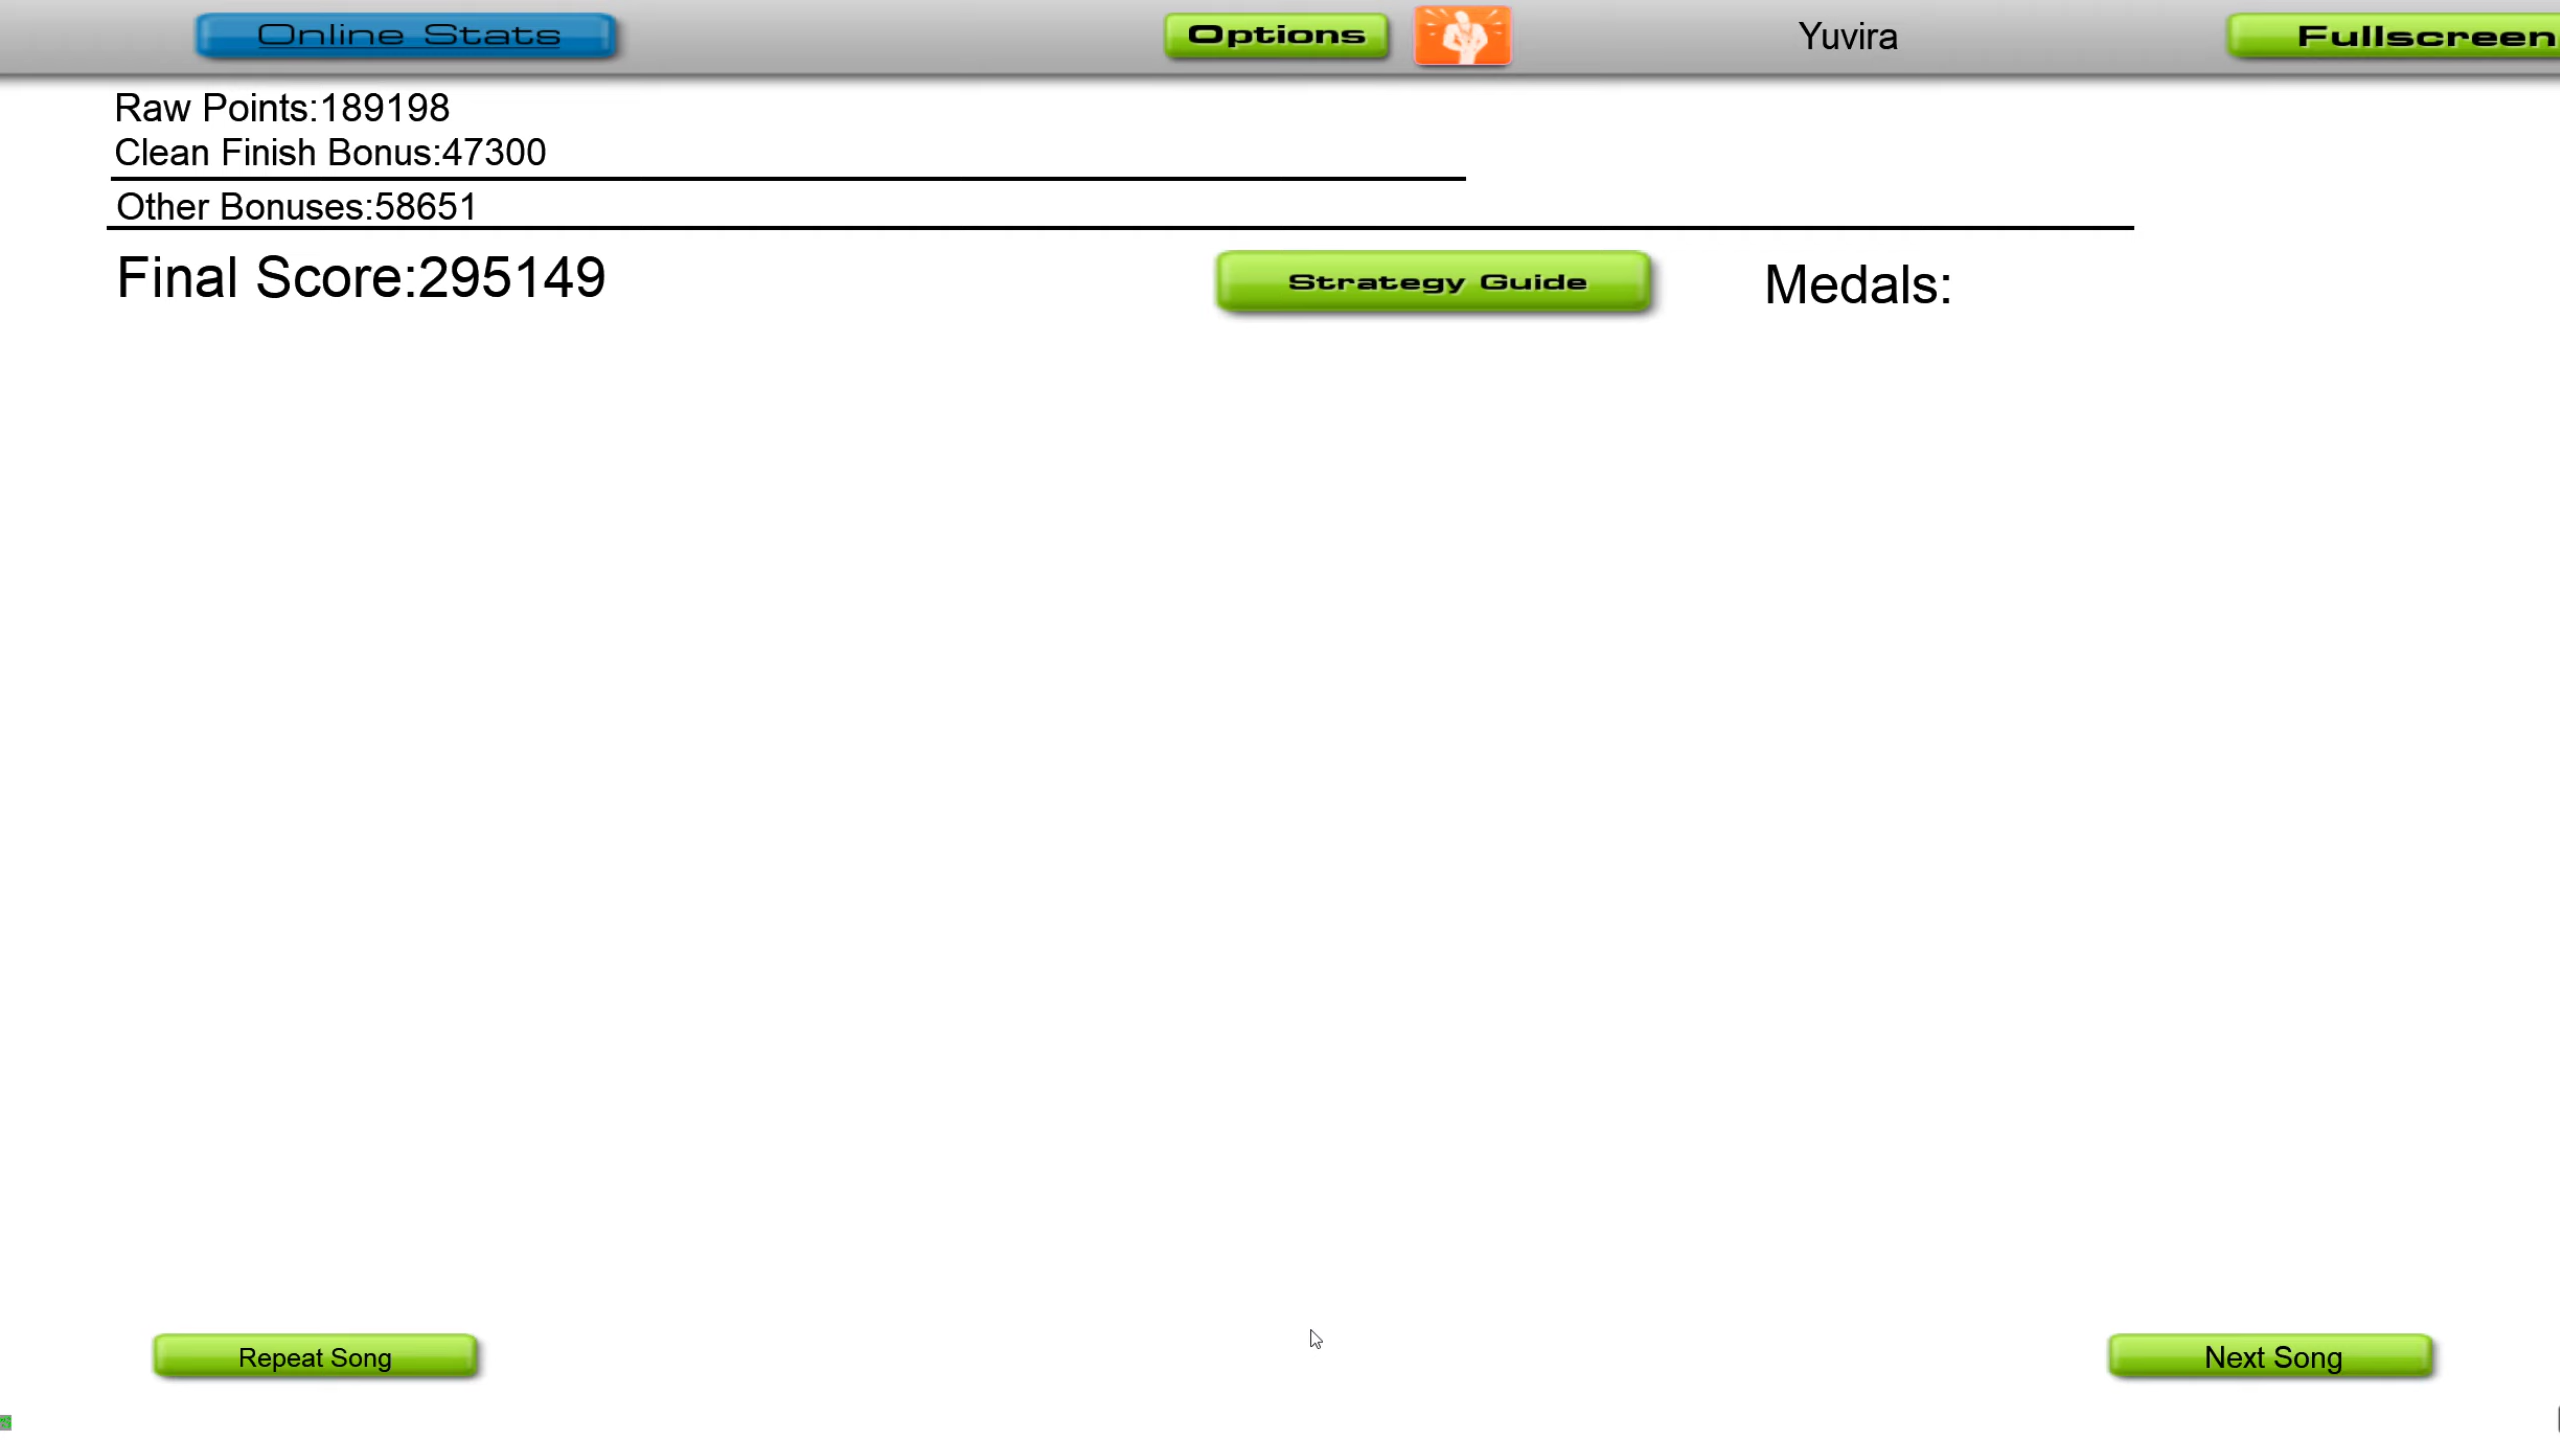 Online Stats
Options
Yuvira
Fullscreen
Raw Points:189198
Clean Finish Bonus:47300
Other Bonuses:58651
Final Score:295149
Strategy Guide
Medals:
Repeat Song
Next Song